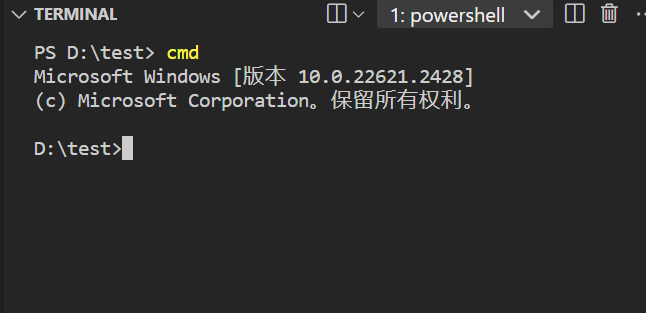 TERMINAL
1: powershell
PS D:\test> cmd
Microsoft Windows [版本 10.0.22621.2428]
(c) Microsoft Corporation。保留所有权利。
D:\test>